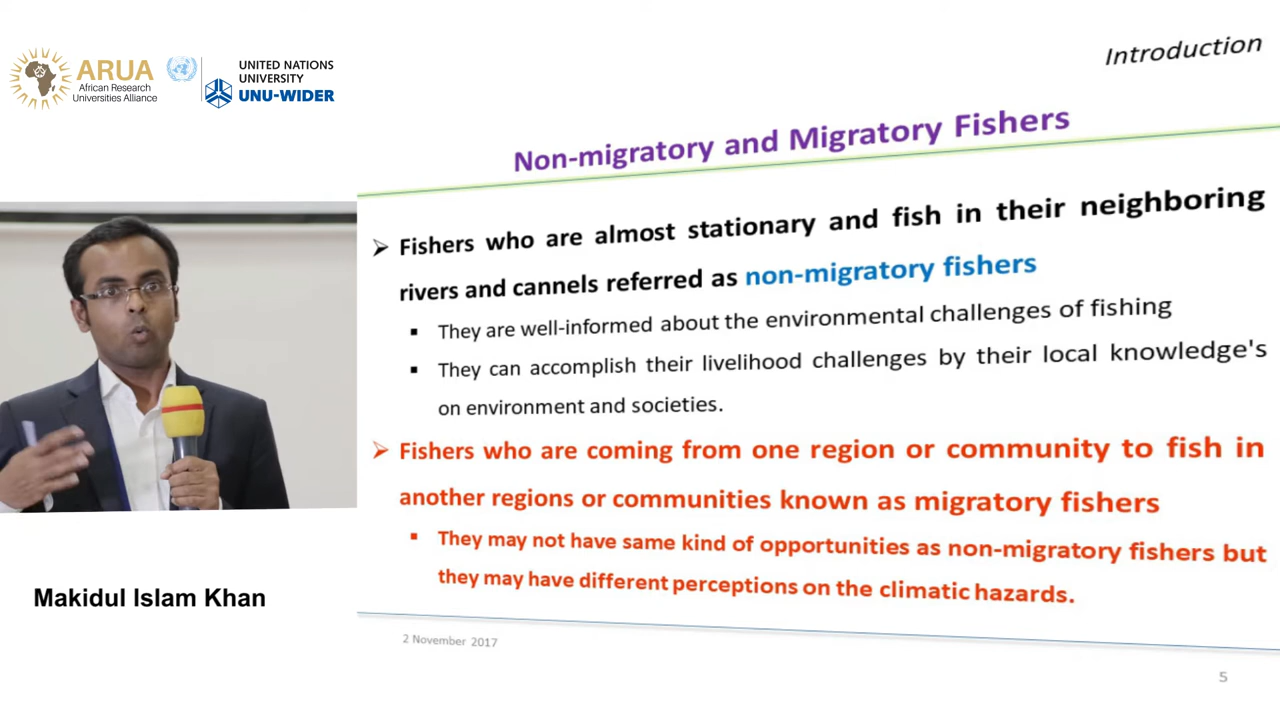 ARUA
African Research
Universities Alliance
UNITED NATIONS
UNIVERSITY
UNU-WIDER
Introduction
Non-migratory and Migratory Fishers
Fishers who are almost stationary and fish in their neighboring
rivers and cannels referred as non-migratory fishers
They are well-informed about the environmental challenges of fishing
They can accomplish their livelihood challenges by their local knowledge's
on environment and societies.
Fishers who are coming from one region or community to fish in
another regions or communities known as migratory fishers
They may not have same kind of opportunities as non-migratory fishers but
they may have different perceptions on the climatic hazards.
Makidul Islam Khan
2 November 2017
5